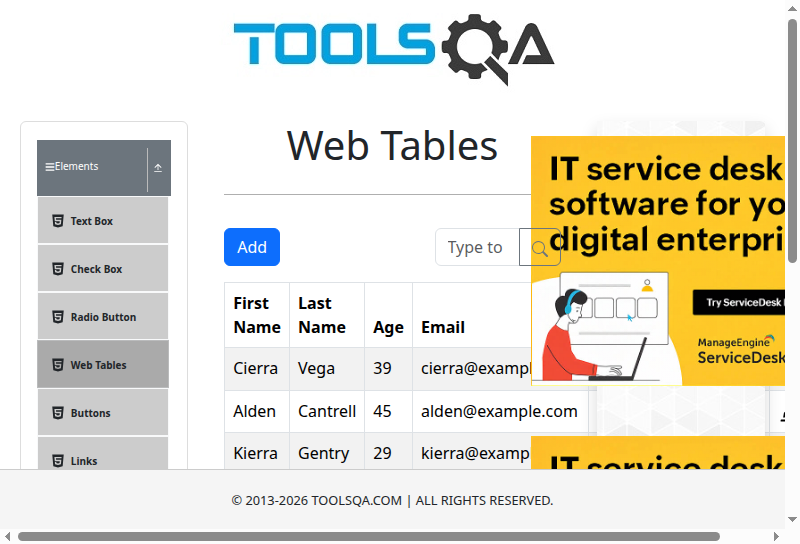 TOOLSQA
Elements
Text Box
Check Box
Radio Button
Web Tables
Buttons
Links
Web Tables
Add
Type to
First Name
Last Name
Age
Email
Cierra Vega 39 cierra@exampl
Alden Cantrell 45 alden@example.com
Kierra Gentry 29 kierra@examp
IT service desk
software for yo
digital enterpri
Try ServiceDesk
ManageEngine
ServiceDesk
IT service desk
© 2013-2026 TOOLSQA.COM | ALL RIGHTS RESERVED.